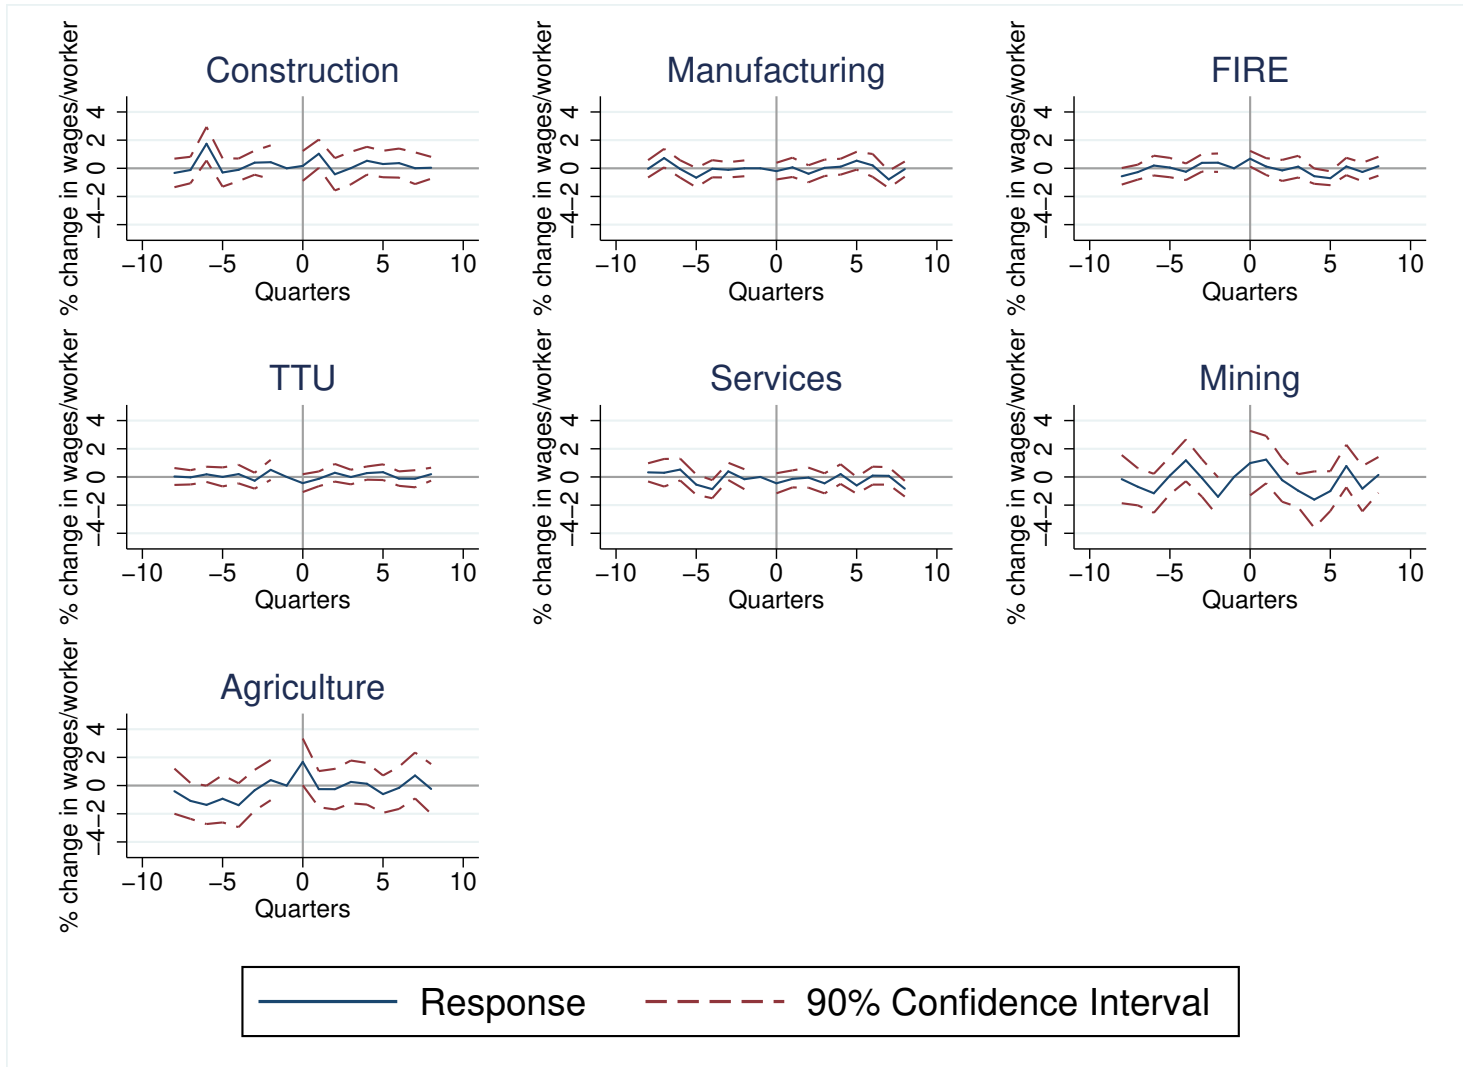 Construction
% change in wages/worker
4
2
0
−2
−4
−10 −5 0 5 10
Quarters
Manufacturing
% change in wages/worker
4
2
0
−2
−4
−10 −5 0 5 10
Quarters
FIRE
% change in wages/worker
4
2
0
−2
−4
−10 −5 0 5 10
Quarters
TTU
% change in wages/worker
4
2
0
−2
−4
−10 −5 0 5 10
Quarters
Services
% change in wages/worker
4
2
0
−2
−4
−10 −5 0 5 10
Quarters
Mining
% change in wages/worker
4
2
0
−2
−4
−10 −5 0 5 10
Quarters
Agriculture
% change in wages/worker
4
2
0
−2
−4
−10 −5 0 5 10
Quarters
Response 90% Confidence Interval